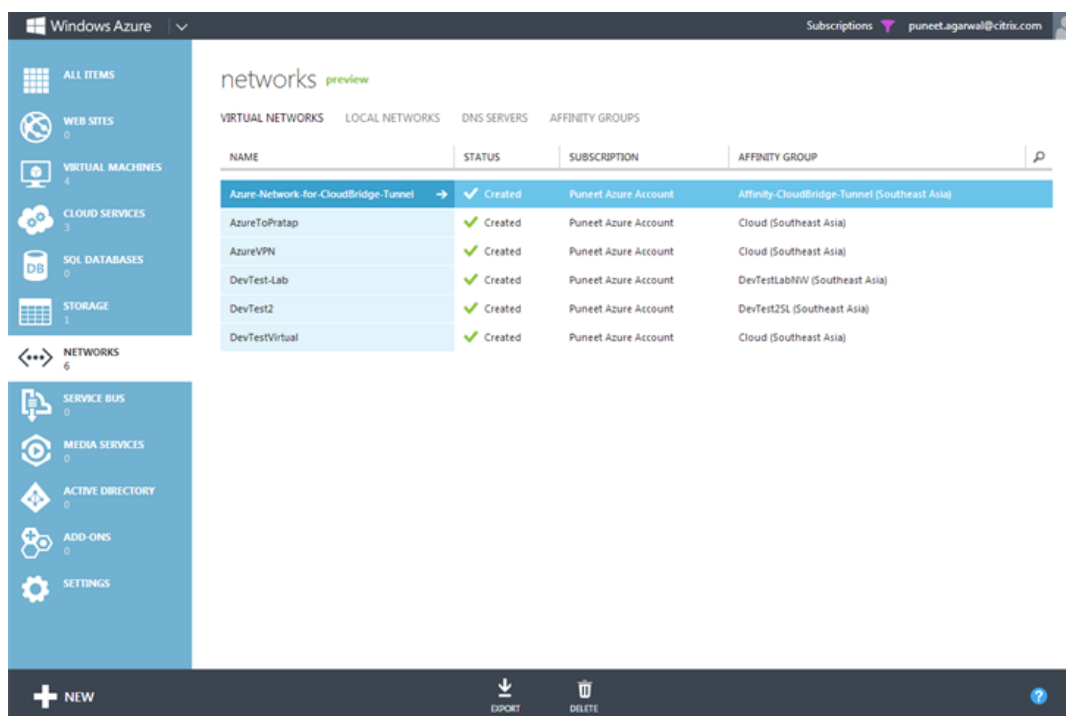 Windows Azure
Subscriptions puneet.agarwal@citrix.com
ALL ITEMS
WEB SITES
0
VIRTUAL MACHINES
4
CLOUD SERVICES
3
SQL DATABASES
0
DB
STORAGE
1
NETWORKS
6
SERVICE BUS
0
MEDIA SERVICES
0
ACTIVE DIRECTORY
0
ADD-ONS
0
SETTINGS
networks preview
VIRTUAL NETWORKS LOCAL NETWORKS DNS SERVERS AFFINITY GROUPS
NAME STATUS SUBSCRIPTION AFFINITY GROUP
Azure-Network-for-CloudBridge-Tunnel Created Puneet Azure Account Affinity-CloudBridge-Tunnel (Southeast Asia)
AzureToPratap Created Puneet Azure Account Cloud (Southeast Asia)
AzureVPN Created Puneet Azure Account Cloud (Southeast Asia)
DevTest-Lab Created Puneet Azure Account DevTestLabNW (Southeast Asia)
DevTest2 Created Puneet Azure Account DevTest2SL (Southeast Asia)
DevTestVirtual Created Puneet Azure Account Cloud (Southeast Asia)
NEW
EXPORT
DELETE
?